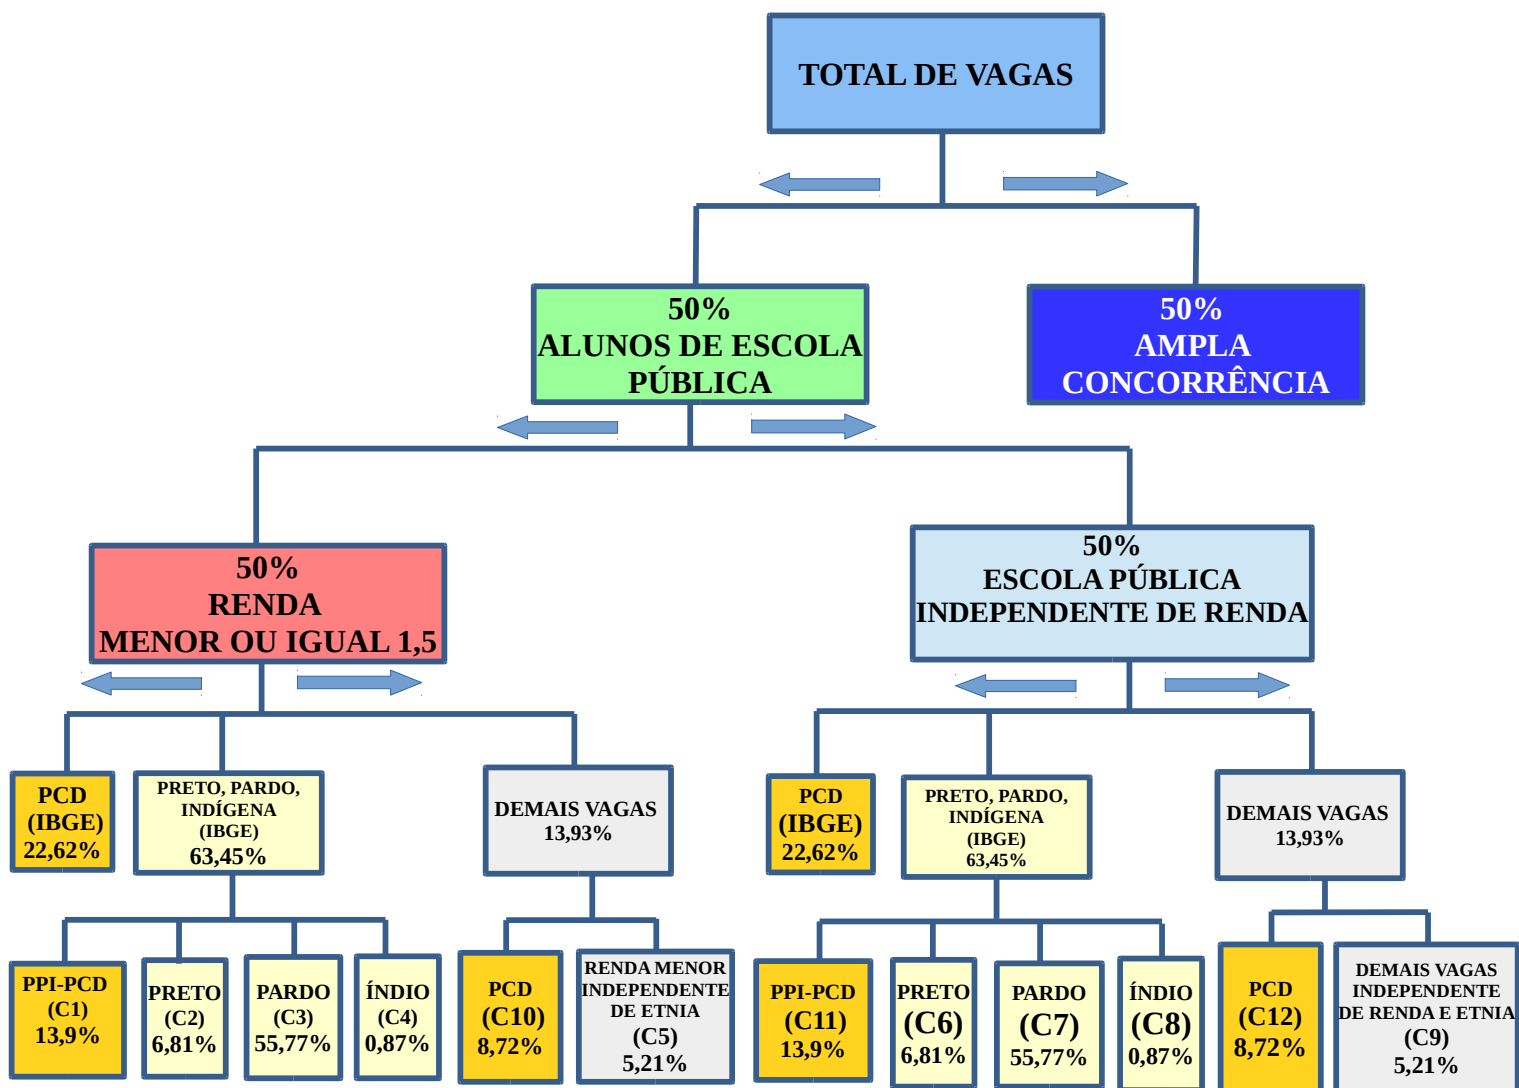 TOTAL DE VAGAS
50%
ALUNOS DE ESCOLA
PÚBLICA
50%
AMPLA
CONCORRÊNCIA
50%
RENDA
MENOR OU IGUAL 1,5
50%
ESCOLA PÚBLICA
INDEPENDENTE DE RENDA
PCD
(IBGE)
22,62%
PRETO, PARDO,
INDÍGENA
(IBGE)
63,45%
DEMAIS VAGAS
13,93%
PCD
(IBGE)
22,62%
PRETO, PARDO,
INDÍGENA
(IBGE)
63,45%
DEMAIS VAGAS
13,93%
PPI-PCD
(C1)
13,9%
PRETO
(C2)
6,81%
PARDO
(C3)
55,77%
ÍNDIO
(C4)
0,87%
PCD
(C10)
8,72%
RENDA MENOR
INDEPENDENTE
DE ETNIA
(C5)
5,21%
PPI-PCD
(C11)
13,9%
PRETO
(C6)
6,81%
PARDO
(C7)
55,77%
ÍNDIO
(C8)
0,87%
PCD
(C12)
8,72%
DEMAIS VAGAS
INDEPENDENTE
DE RENDA E ETNIA
(C9)
5,21%